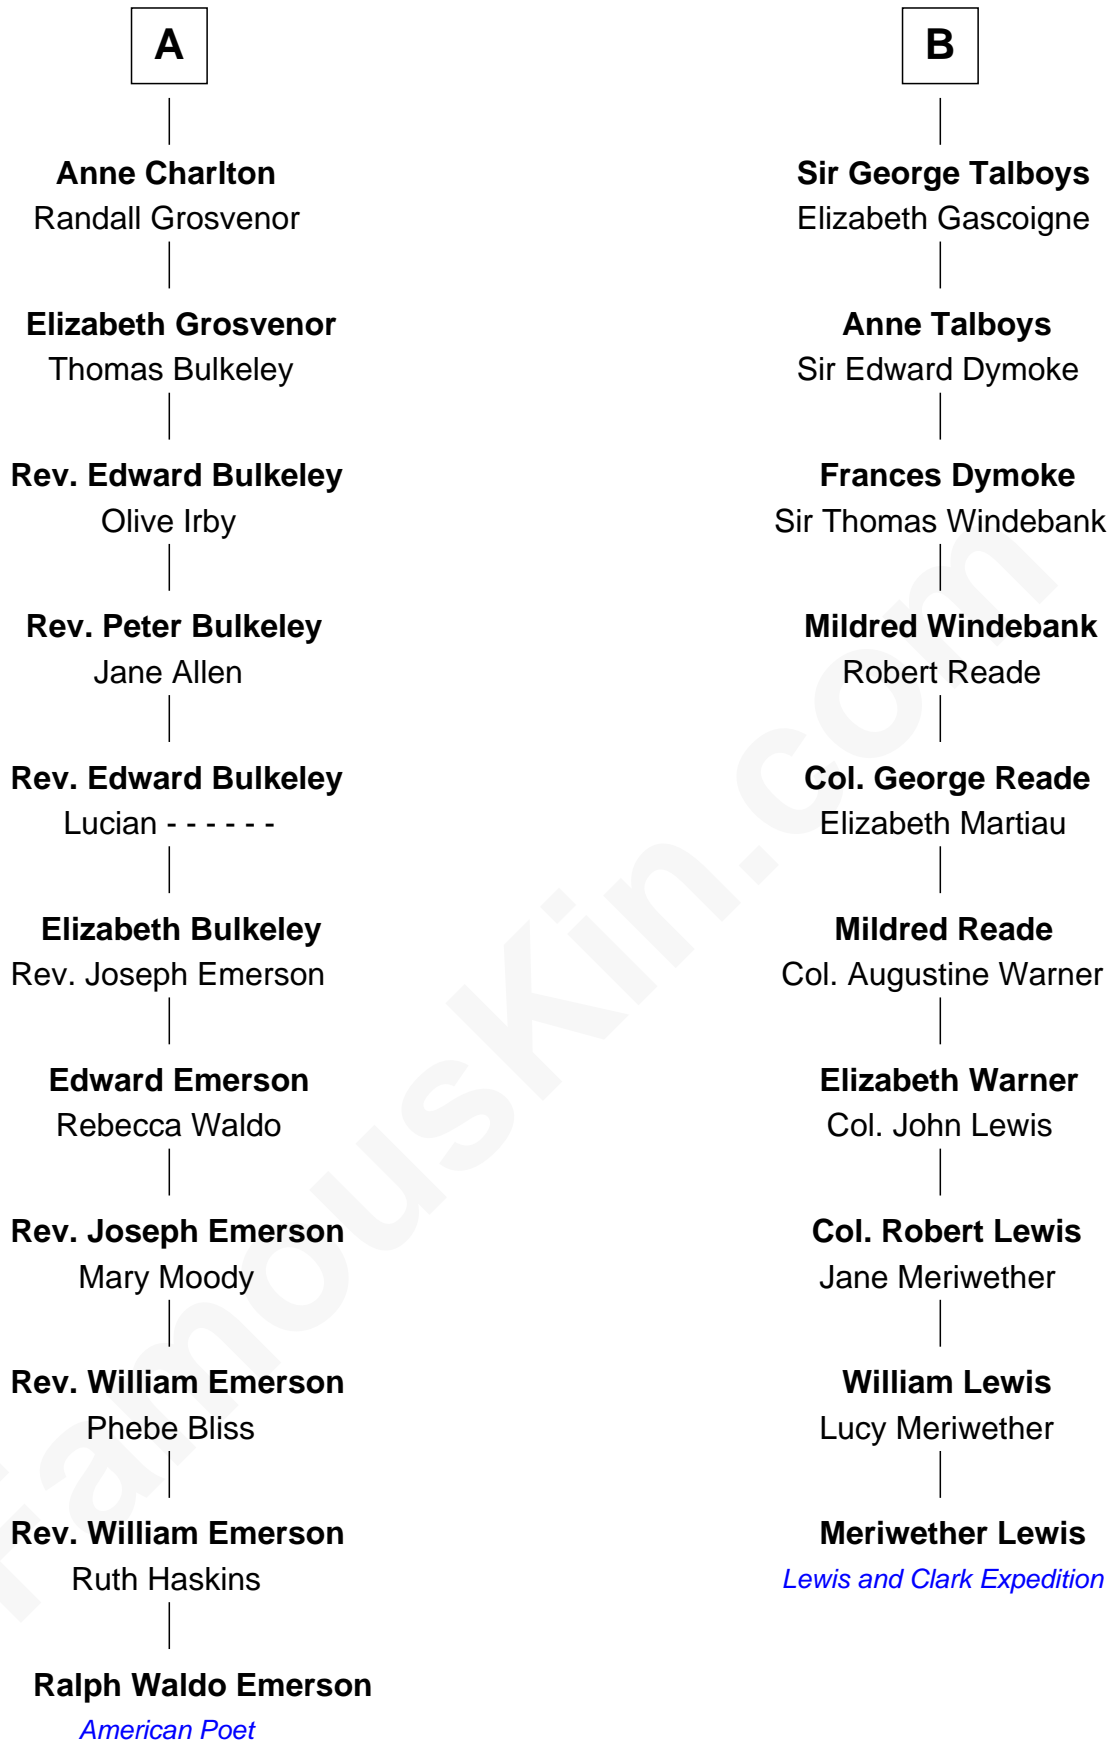 A
Anne Charlton
Randall Grosvenor
Elizabeth Grosvenor
Thomas Bulkeley
Rev. Edward Bulkeley
Olive Irby
Rev. Peter Bulkeley
Jane Allen
Rev. Edward Bulkeley
Lucian - - - - - -
Elizabeth Bulkeley
Rev. Joseph Emerson
Edward Emerson
Rebecca Waldo
Rev. Joseph Emerson
Mary Moody
Rev. William Emerson
Phebe Bliss
Rev. William Emerson
Ruth Haskins
Ralph Waldo Emerson
American Poet
B
Sir George Talboys
Elizabeth Gascoigne
Anne Talboys
Sir Edward Dymoke
Frances Dymoke
Sir Thomas Windebank
Mildred Windebank
Robert Reade
Col. George Reade
Elizabeth Martiau
Mildred Reade
Col. Augustine Warner
Elizabeth Warner
Col. John Lewis
Col. Robert Lewis
Jane Meriwether
William Lewis
Lucy Meriwether
Meriwether Lewis
Lewis and Clark Expedition
FamousKin.com